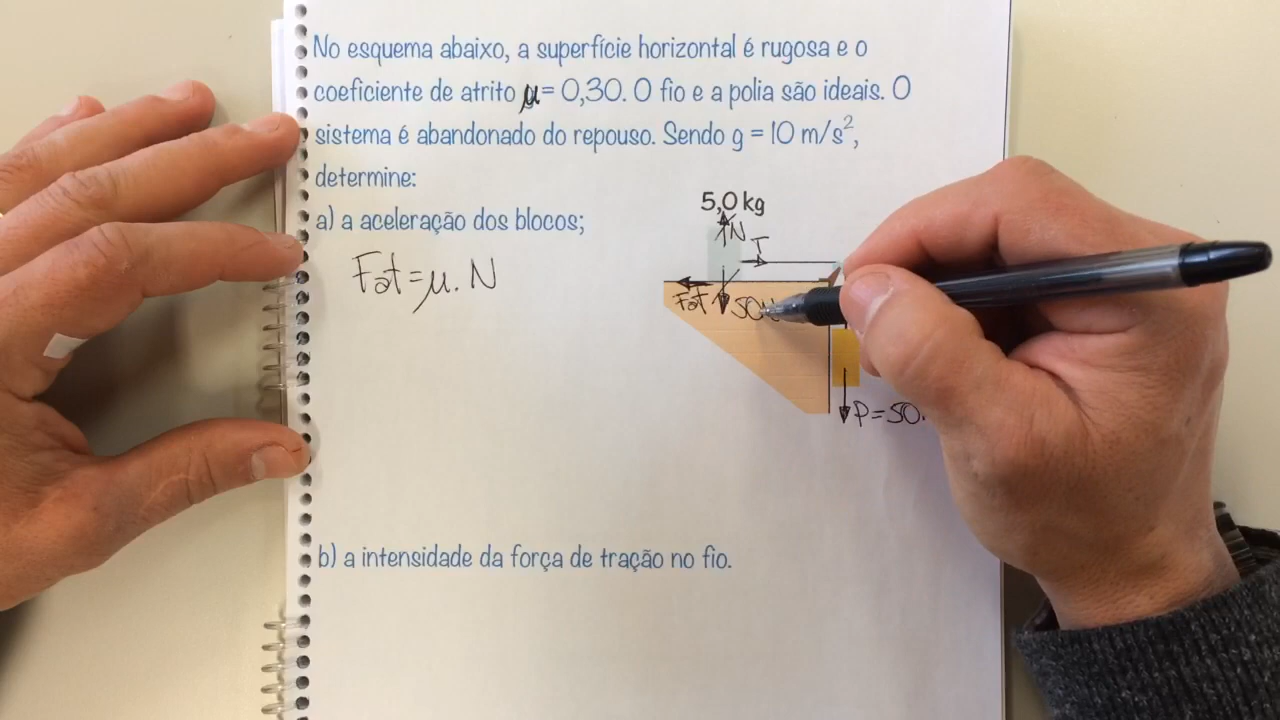 No esquema abaixo, a superfície horizontal é rugosa e o
coeficiente de atrito μ = 0,30. O fio e a polia são ideais. O
sistema é abandonado do repouso. Sendo g = 10 m/s²,
determine:
a) a aceleração dos blocos;
5,0 kg
N
T
Fat=μ.N
Fat
50N
P=50
b) a intensidade da força de tração no fio.